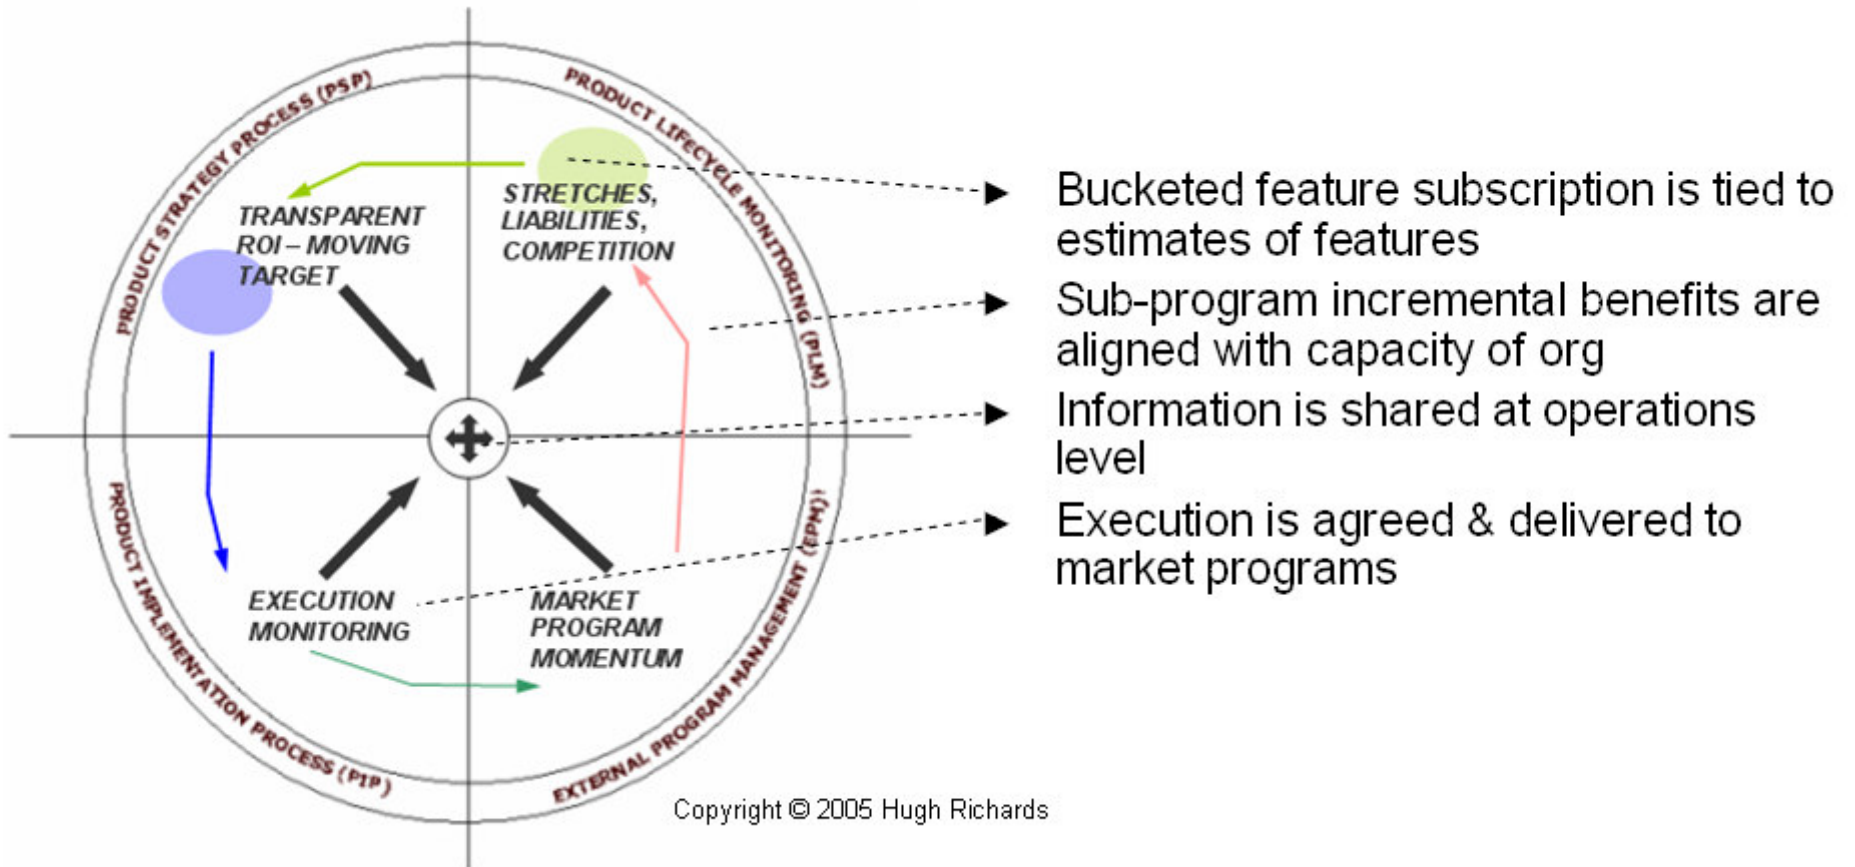 PRODUCT STRATEGY PROCESS (PSP)
PRODUCT LIFECYCLE MONITORING (PLM)
TRANSPARENT
ROI – MOVING
TARGET
STRETCHES,
LIABILITIES,
COMPETITION
EXECUTION
MONITORING
MARKET
PROGRAM
MOMENTUM
PRODUCT IMPLEMENTATION PROCESS (PIP)
EXTERNAL PROGRAM MANAGEMENT (EPM)
Bucketed feature subscription is tied to
estimates of features
Sub-program incremental benefits are
aligned with capacity of org
Information is shared at operations
level
Execution is agreed & delivered to
market programs
Copyright © 2005 Hugh Richards